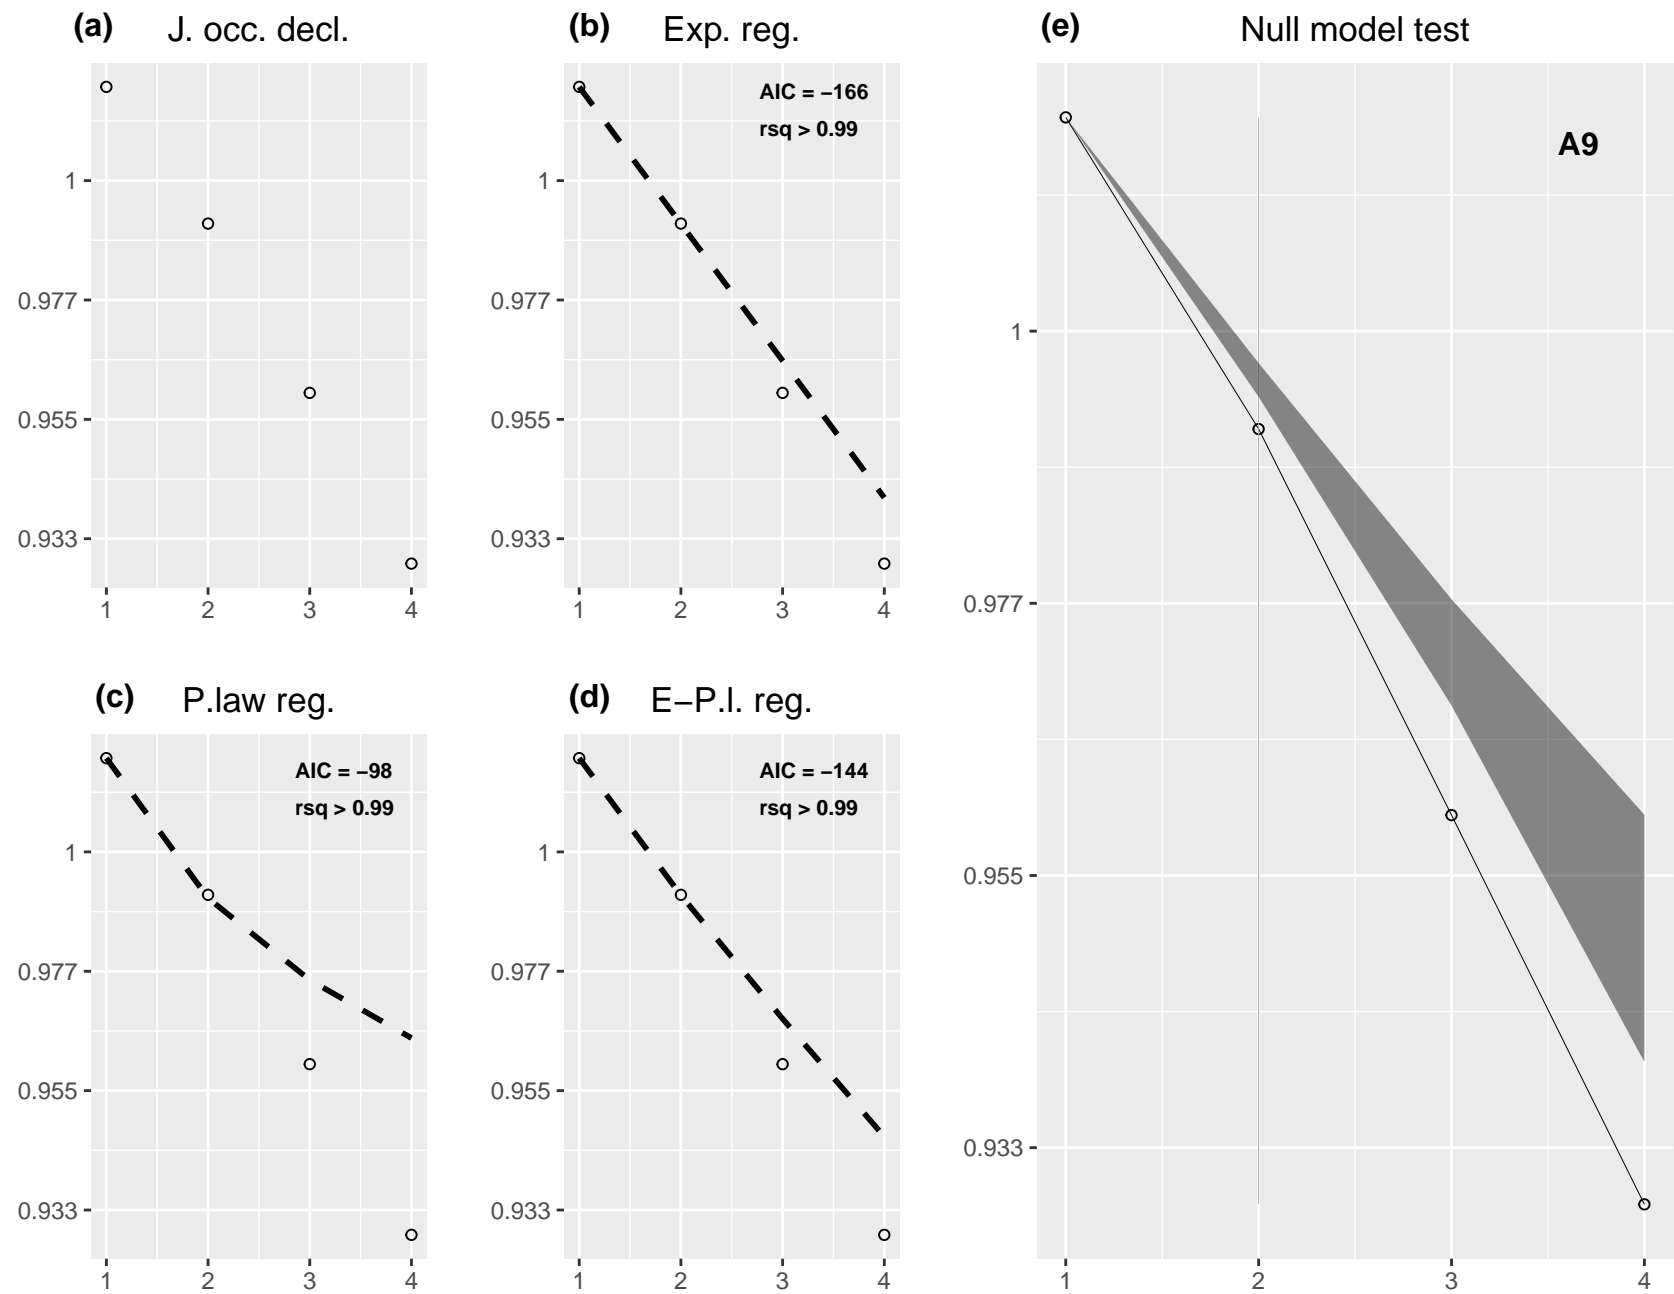 (a) J. occ. decl.
1
0.977
0.955
0.933
1 2 3 4
(b) Exp. reg.
AIC = −166
rsq > 0.99
1
0.977
0.955
0.933
1 2 3 4
(c) P.law reg.
AIC = −98
rsq > 0.99
1
0.977
0.955
0.933
1 2 3 4
(d) E−P.l. reg.
AIC = −144
rsq > 0.99
1
0.977
0.955
0.933
1 2 3 4
(e) Null model test
A9
1
0.977
0.955
0.933
1 2 3 4